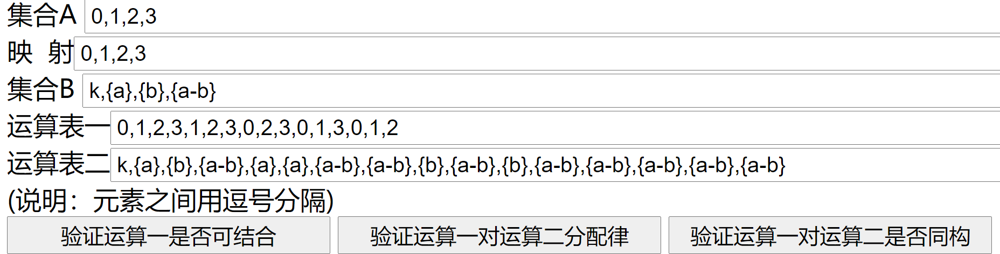 集合A 0,1,2,3
映 射 0,1,2,3
集合B k,{a},{b},{a-b}
运算表一 0,1,2,3,1,2,3,0,2,3,0,1,3,0,1,2
运算表二 k,{a},{b},{a-b},{a},{a},{a-b},{a-b},{b},{a-b},{b},{a-b},{a-b},{a-b},{a-b},{a-b}
(说明：元素之间用逗号分隔)
验证运算一是否可结合 验证运算一对运算二分配律 验证运算一对运算二是否同构